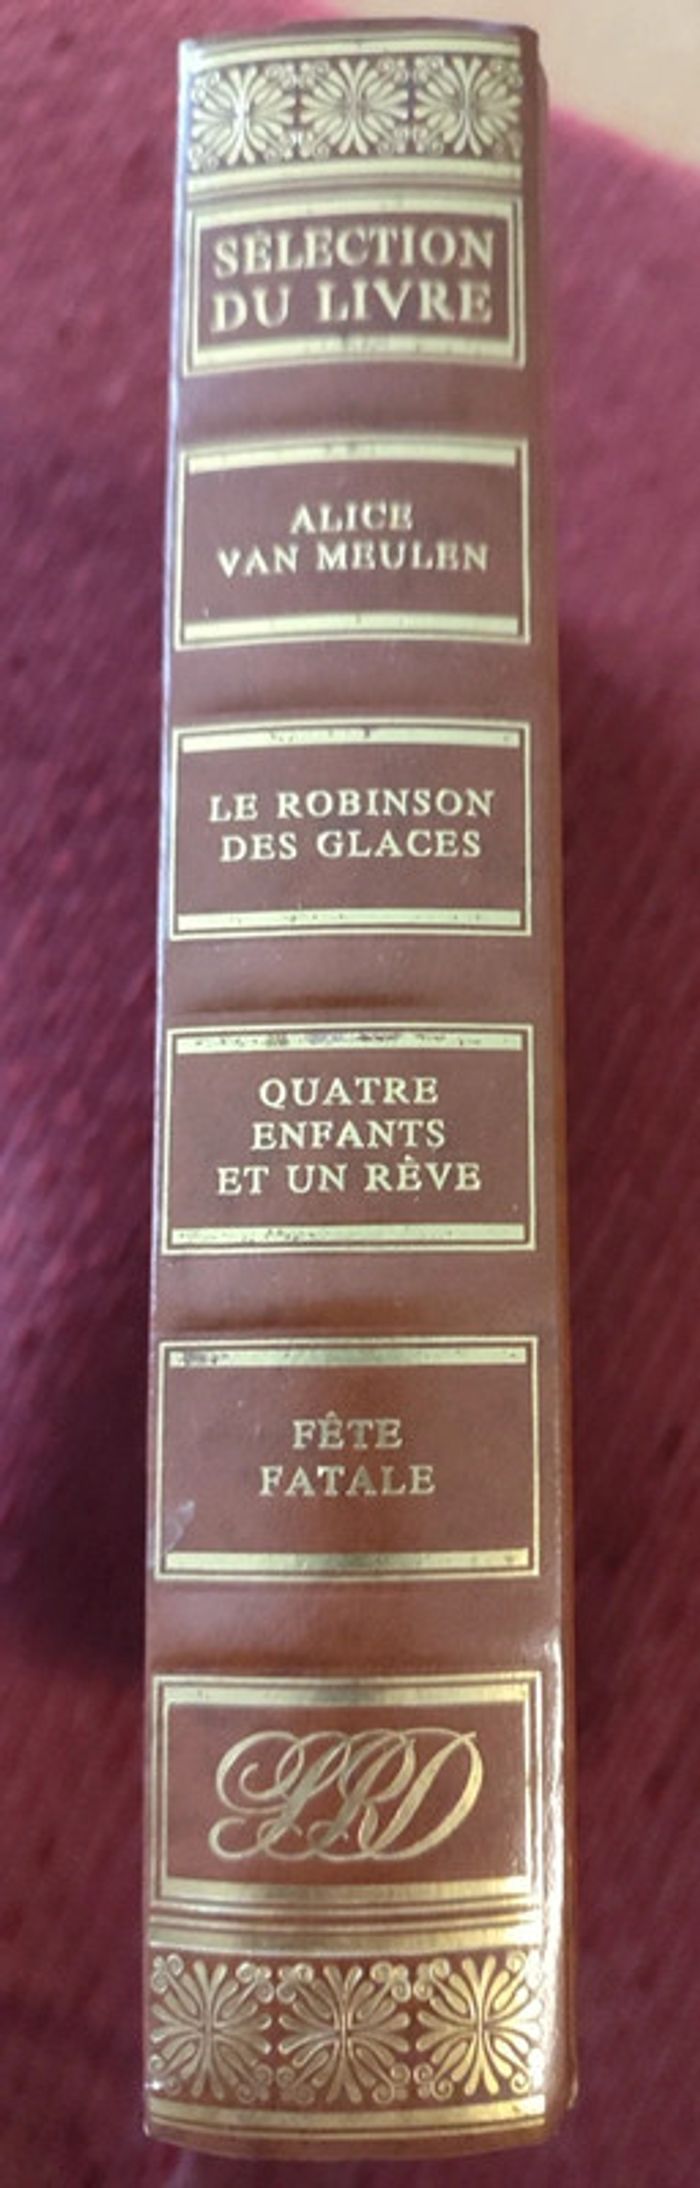 SÉLECTION
DU LIVRE
ALICE
VAN MEULEN
LE ROBINSON
DES GLACES
QUATRE
ENFANTS
ET UN RÊVE
FÊTE
FATALE
SRD